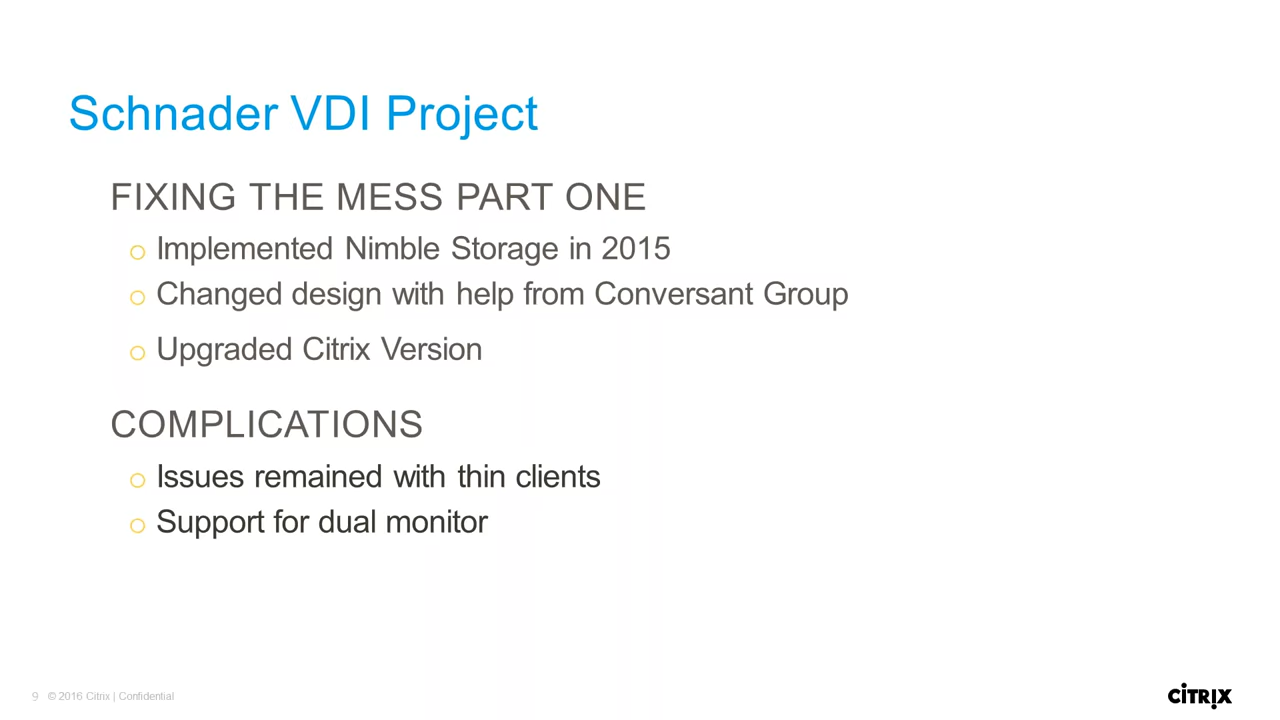 Schnader VDI Project
FIXING THE MESS PART ONE
o Implemented Nimble Storage in 2015
o Changed design with help from Conversant Group
o Upgraded Citrix Version
COMPLICATIONS
o Issues remained with thin clients
o Support for dual monitor
9 © 2016 Citrix | Confidential
CITRIX